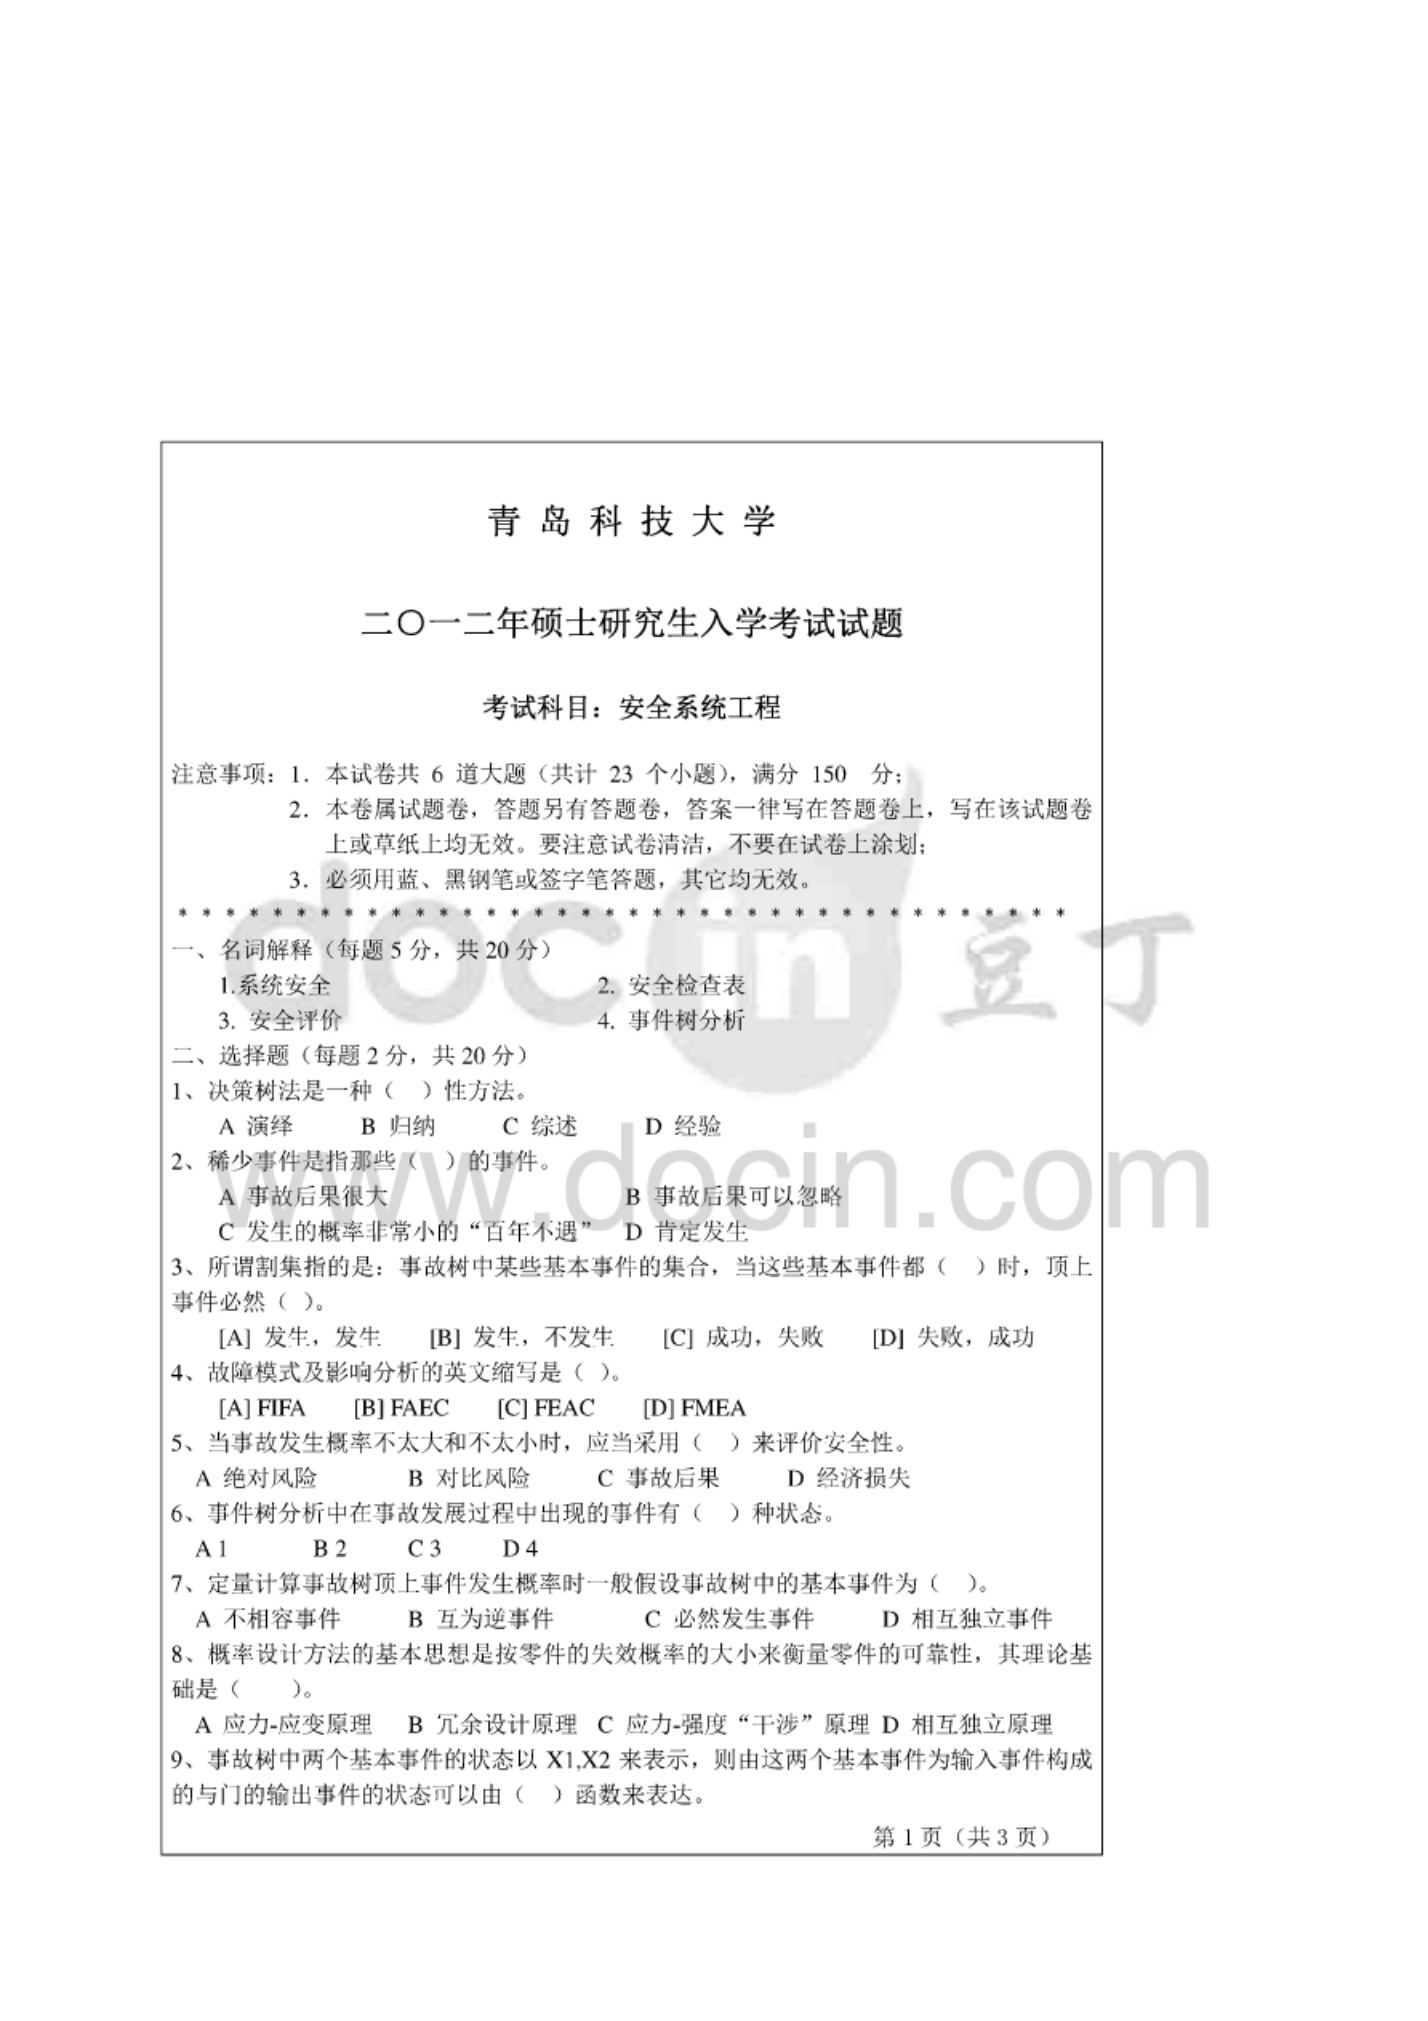 青 岛 科 技 大 学
二〇一二年硕士研究生入学考试试题
考试科目：安全系统工程
注意事项：1．本试卷共 6 道大题（共计 23 个小题），满分 150 分；
2．本卷属试题卷，答题另有答题卷，答案一律写在答题卷上，写在该试题卷
上或草纸上均无效。要注意试卷清洁，不要在试卷上涂划；
3．必须用蓝、黑钢笔或签字笔答题，其它均无效。
* * * * * * * * * * * * * * * * * * * * * * * * * * * * * * * * * * * * * *
一、名词解释（每题 5 分，共 20 分）
1.系统安全 2. 安全检查表
3. 安全评价 4. 事件树分析
二、选择题（每题 2 分，共 20 分）
1、决策树法是一种（ ）性方法。
A 演绎 B 归纳 C 综述 D 经验
2、稀少事件是指那些（ ）的事件。
A 事故后果很大 B 事故后果可以忽略
C 发生的概率非常小的“百年不遇” D 肯定发生
3、所谓割集指的是：事故树中某些基本事件的集合，当这些基本事件都（ ）时，顶上
事件必然（ ）。
[A] 发生，发生 [B] 发生，不发生 [C] 成功，失败 [D] 失败，成功
4、故障模式及影响分析的英文缩写是（ ）。
[A] FIFA [B] FAEC [C] FEAC [D] FMEA
5、当事故发生概率不太大和不太小时，应当采用（ ）来评价安全性。
A 绝对风险 B 对比风险 C 事故后果 D 经济损失
6、事件树分析中在事故发展过程中出现的事件有（ ）种状态。
A 1 B 2 C 3 D 4
7、定量计算事故树顶上事件发生概率时一般假设事故树中的基本事件为（ ）。
A 不相容事件 B 互为逆事件 C 必然发生事件 D 相互独立事件
8、概率设计方法的基本思想是按零件的失效概率的大小来衡量零件的可靠性，其理论基
础是（ ）。
A 应力-应变原理 B 冗余设计原理 C 应力-强度“干涉”原理 D 相互独立原理
9、事故树中两个基本事件的状态以 X1,X2 来表示，则由这两个基本事件为输入事件构成
的与门的输出事件的状态可以由（ ）函数来表达。
第 1 页（共 3 页）
docin 豆丁
www.docin.com